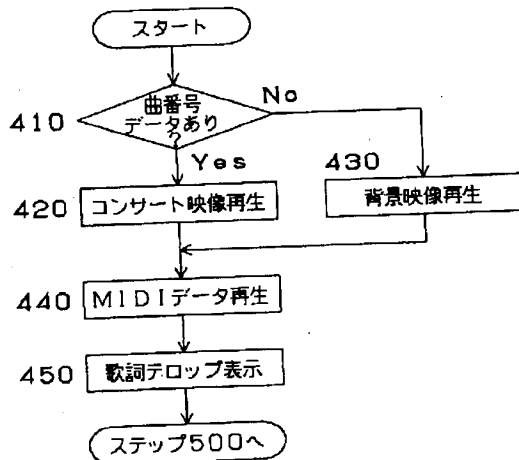 スタート
410
曲番号
データあり
?
No
Yes
430
420
コンサート映像再生
背景映像再生
440
MIDIデータ再生
450
歌詞テロップ表示
ステップ500へ